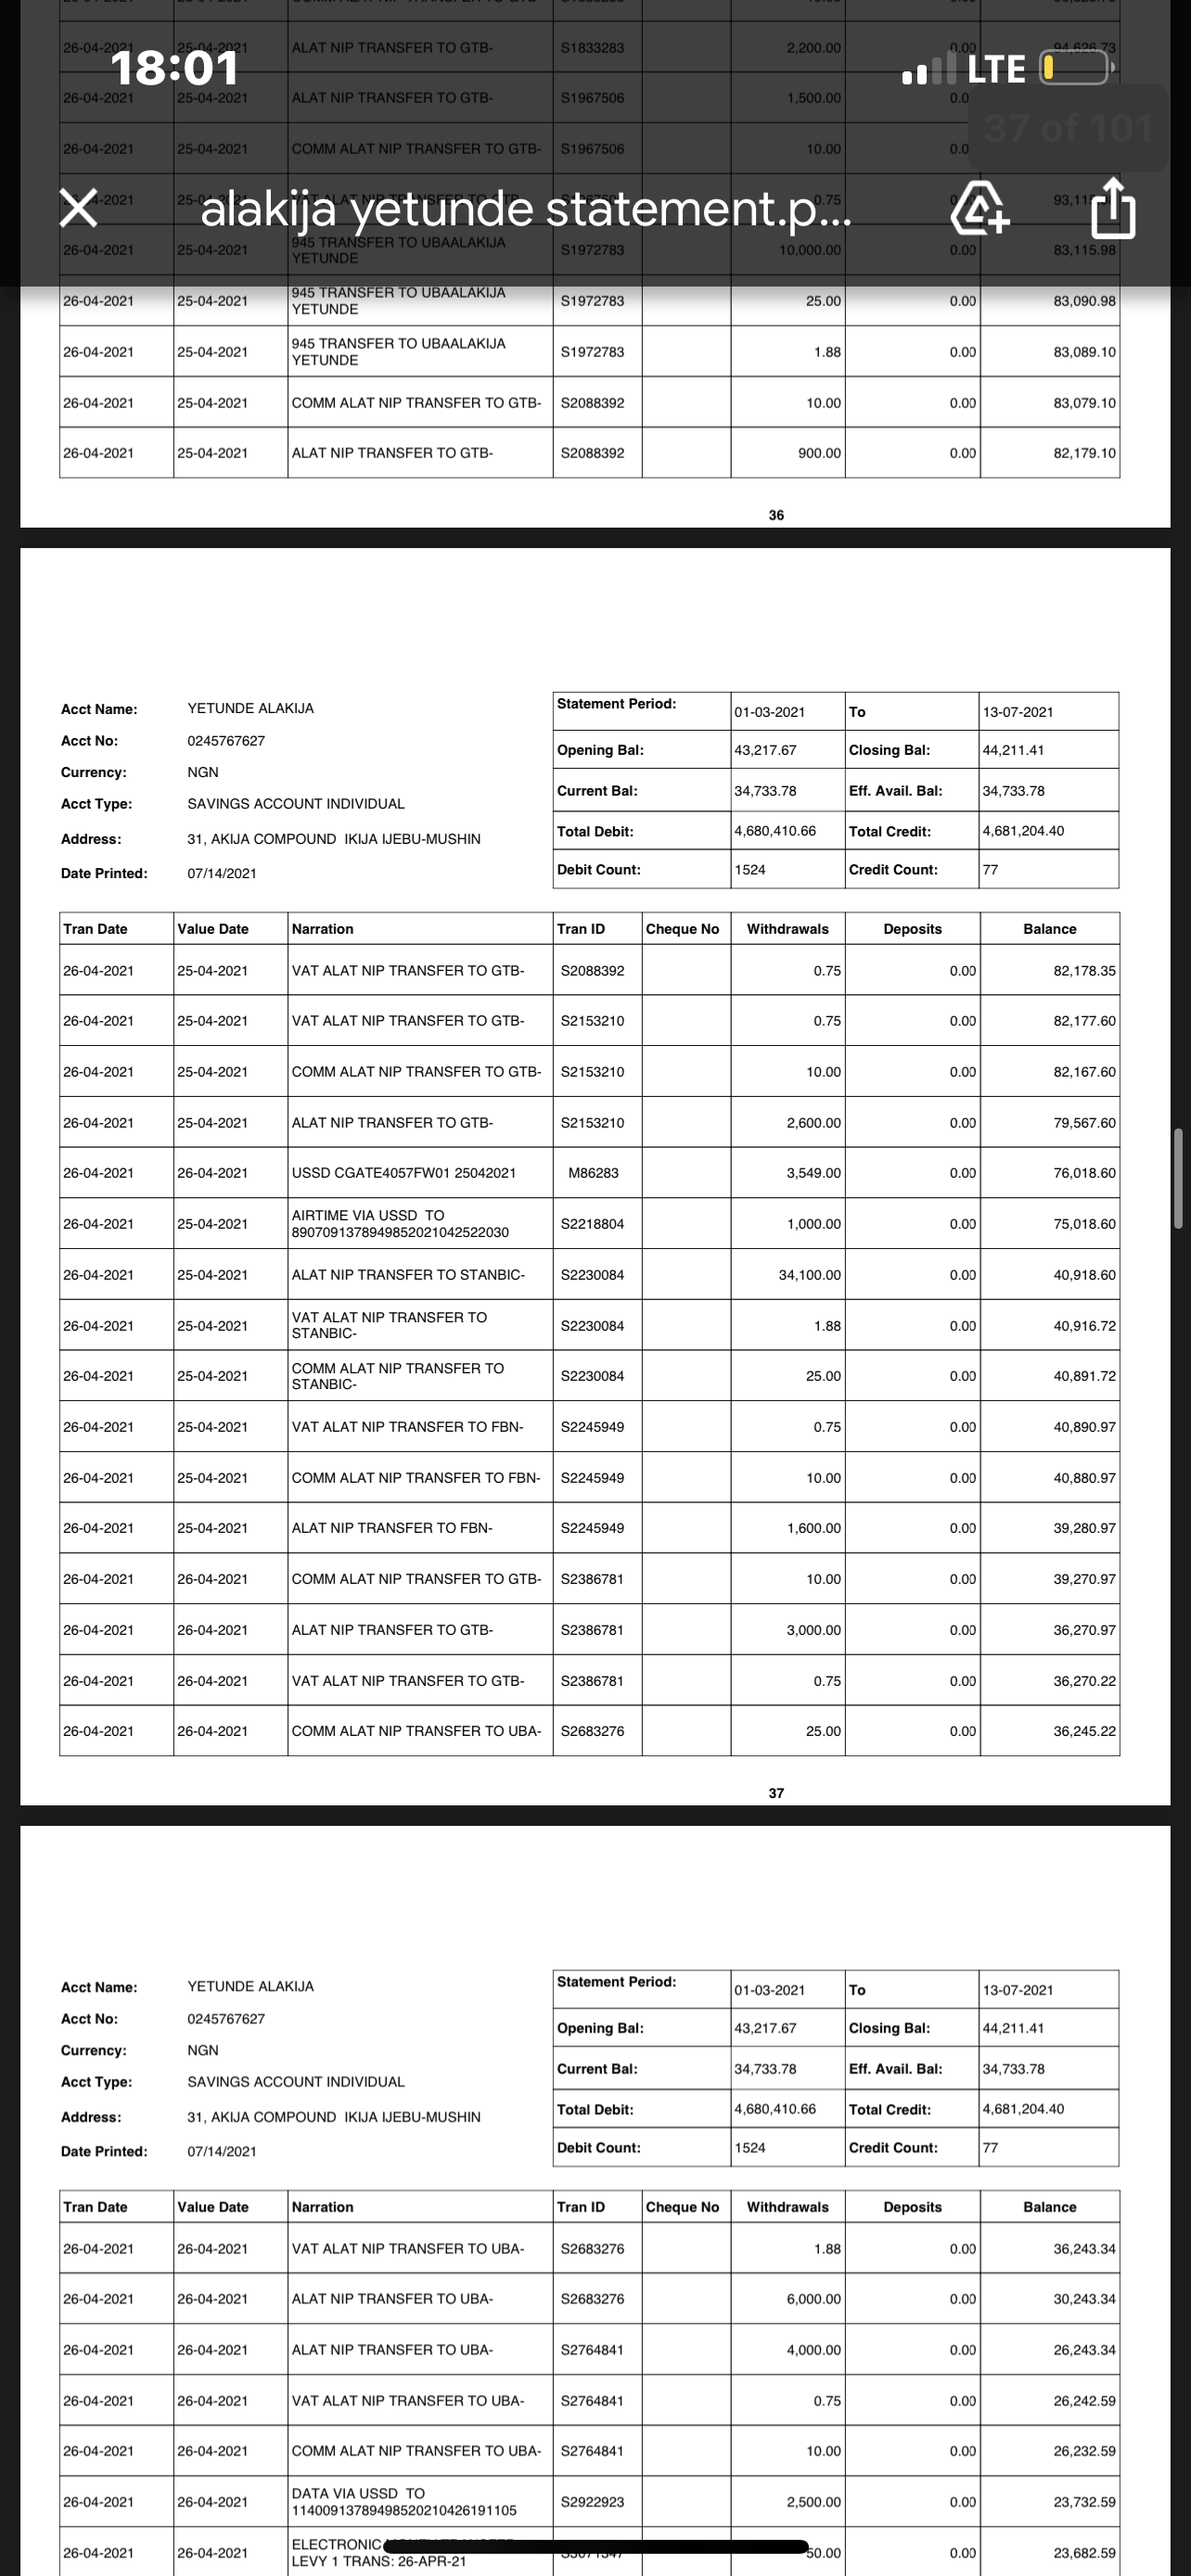 26-04-2021 25-04-2021 ALAT NIP TRANSFER TO GTB- S1833283 2,200.00 0.00 94,626.73
18:01 LTE
26-04-2021 ALAT NIP TRANSFER TO GTB- S1967506 1,500.00
37 of 101
26-04-2021 25-04-2021 COMM ALAT NIP TRANSFER TO GTB- S1967506 10.00
alakija yetunde statement.p...
26-04-2021 25-04-2021 945 TRANSFER TO UBAALAKIJA S1972783 10,000.00 0.00 83,115.98
YETUNDE
26-04-2021 25-04-2021 945 TRANSFER TO UBAALAKIJA S1972783 25.00 0.00 83,090.98
YETUNDE
26-04-2021 25-04-2021 945 TRANSFER TO UBAALAKIJA S1972783 1.88 0.00 83,089.10
YETUNDE
26-04-2021 25-04-2021 COMM ALAT NIP TRANSFER TO GTB- S2088392 10.00 0.00 83,079.10
26-04-2021 25-04-2021 ALAT NIP TRANSFER TO GTB- S2088392 900.00 0.00 82,179.10
36
Acct Name: YETUNDE ALAKIJA
Acct No: 0245767627
Currency: NGN
Acct Type: SAVINGS ACCOUNT INDIVIDUAL
Address: 31, AKIJA COMPOUND IKIJA IJEBU-MUSHIN
Date Printed: 07/14/2021
Statement Period: 01-03-2021 To 13-07-2021
Opening Bal: 43,217.67 Closing Bal: 44,211.41
Current Bal: 34,733.78 Eff. Avail. Bal: 34,733.78
Total Debit: 4,680,410.66 Total Credit: 4,681,204.40
Debit Count: 1524 Credit Count: 77
Tran Date Value Date Narration Tran ID Cheque No Withdrawals Deposits Balance
26-04-2021 25-04-2021 VAT ALAT NIP TRANSFER TO GTB- S2088392 0.75 0.00 82,178.35
26-04-2021 25-04-2021 VAT ALAT NIP TRANSFER TO GTB- S2153210 0.75 0.00 82,177.60
26-04-2021 25-04-2021 COMM ALAT NIP TRANSFER TO GTB- S2153210 10.00 0.00 82,167.60
26-04-2021 25-04-2021 ALAT NIP TRANSFER TO GTB- S2153210 2,600.00 0.00 79,567.60
26-04-2021 26-04-2021 USSD CGATE4057FW01 25042021 M86283 3,549.00 0.00 76,018.60
26-04-2021 25-04-2021 AIRTIME VIA USSD TO S2218804 1,000.00 0.00 75,018.60
8907091378949852021042522030
26-04-2021 25-04-2021 ALAT NIP TRANSFER TO STANBIC- S2230084 34,100.00 0.00 40,918.60
26-04-2021 25-04-2021 VAT ALAT NIP TRANSFER TO S2230084 1.88 0.00 40,916.72
STANBIC-
26-04-2021 25-04-2021 COMM ALAT NIP TRANSFER TO S2230084 25.00 0.00 40,891.72
STANBIC-
26-04-2021 25-04-2021 VAT ALAT NIP TRANSFER TO FBN- S2245949 0.75 0.00 40,890.97
26-04-2021 25-04-2021 COMM ALAT NIP TRANSFER TO FBN- S2245949 10.00 0.00 40,880.97
26-04-2021 25-04-2021 ALAT NIP TRANSFER TO FBN- S2245949 1,600.00 0.00 39,280.97
26-04-2021 26-04-2021 COMM ALAT NIP TRANSFER TO GTB- S2386781 10.00 0.00 39,270.97
26-04-2021 26-04-2021 ALAT NIP TRANSFER TO GTB- S2386781 3,000.00 0.00 36,270.97
26-04-2021 26-04-2021 VAT ALAT NIP TRANSFER TO GTB- S2386781 0.75 0.00 36,270.22
26-04-2021 26-04-2021 COMM ALAT NIP TRANSFER TO UBA- S2683276 25.00 0.00 36,245.22
37
Acct Name: YETUNDE ALAKIJA
Acct No: 0245767627
Currency: NGN
Acct Type: SAVINGS ACCOUNT INDIVIDUAL
Address: 31, AKIJA COMPOUND IKIJA IJEBU-MUSHIN
Date Printed: 07/14/2021
Statement Period: 01-03-2021 To 13-07-2021
Opening Bal: 43,217.67 Closing Bal: 44,211.41
Current Bal: 34,733.78 Eff. Avail. Bal: 34,733.78
Total Debit: 4,680,410.66 Total Credit: 4,681,204.40
Debit Count: 1524 Credit Count: 77
Tran Date Value Date Narration Tran ID Cheque No Withdrawals Deposits Balance
26-04-2021 26-04-2021 VAT ALAT NIP TRANSFER TO UBA- S2683276 1.88 0.00 36,243.34
26-04-2021 26-04-2021 ALAT NIP TRANSFER TO UBA- S2683276 6,000.00 0.00 30,243.34
26-04-2021 26-04-2021 ALAT NIP TRANSFER TO UBA- S2764841 4,000.00 0.00 26,243.34
26-04-2021 26-04-2021 VAT ALAT NIP TRANSFER TO UBA- S2764841 0.75 0.00 26,242.59
26-04-2021 26-04-2021 COMM ALAT NIP TRANSFER TO UBA- S2764841 10.00 0.00 26,232.59
26-04-2021 26-04-2021 DATA VIA USSD TO S2922923 2,500.00 0.00 23,732.59
11400913789498520210426191105
26-04-2021 26-04-2021 ELECTRONIC 50.00 0.00 23,682.59
LEVY 1 TRANS: 26-APR-21